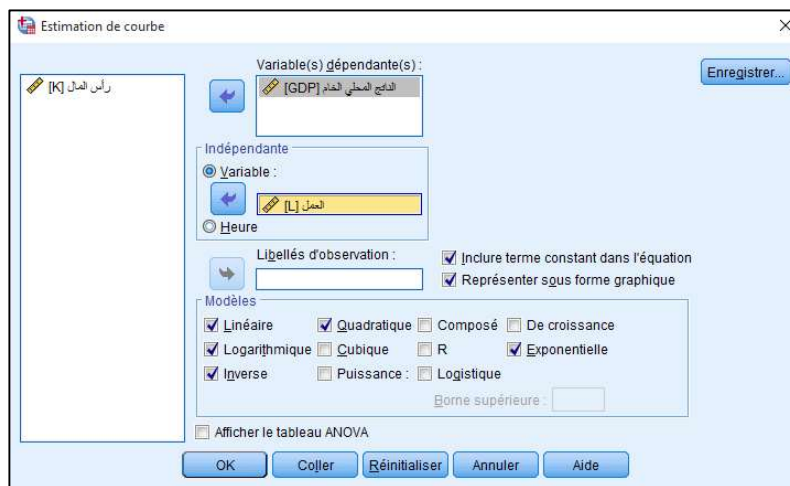 Estimation de courbe
Variable(s) dépendante(s) :
رأس المال [K]
الناتج المحلي الخام [GDP]
Enregistrer...
Indépendante
Variable :
العمل [L]
Heure
Libellés d'observation :
Inclure terme constant dans l'équation
Représenter sous forme graphique
Modèles
Linéaire Quadratique Composé De croissance
Logarithmique Cubique R Exponentielle
Inverse Puissance : Logistique
Borne supérieure :
Afficher le tableau ANOVA
OK Coller Réinitialiser Annuler Aide